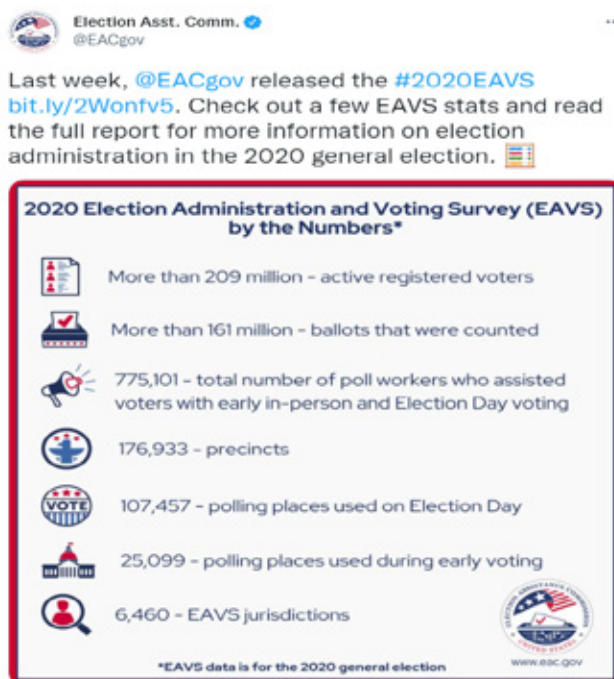 Election Asst. Comm.
@EACgov
Last week, @EACgov released the #2020EAVS
bit.ly/2Wonfv5. Check out a few EAVS stats and read
the full report for more information on election
administration in the 2020 general election.
2020 Election Administration and Voting Survey (EAVS)
by the Numbers*
More than 209 million - active registered voters
More than 161 million - ballots that were counted
775,101 - total number of poll workers who assisted
voters with early in-person and Election Day voting
176,933 - precincts
VOTE
107,457 - polling places used on Election Day
25,099 - polling places used during early voting
6,460 - EAVS jurisdictions
ELECTION ASSISTANCE COMMISSION
UNITED STATES
www.eac.gov
*EAVS data is for the 2020 general election